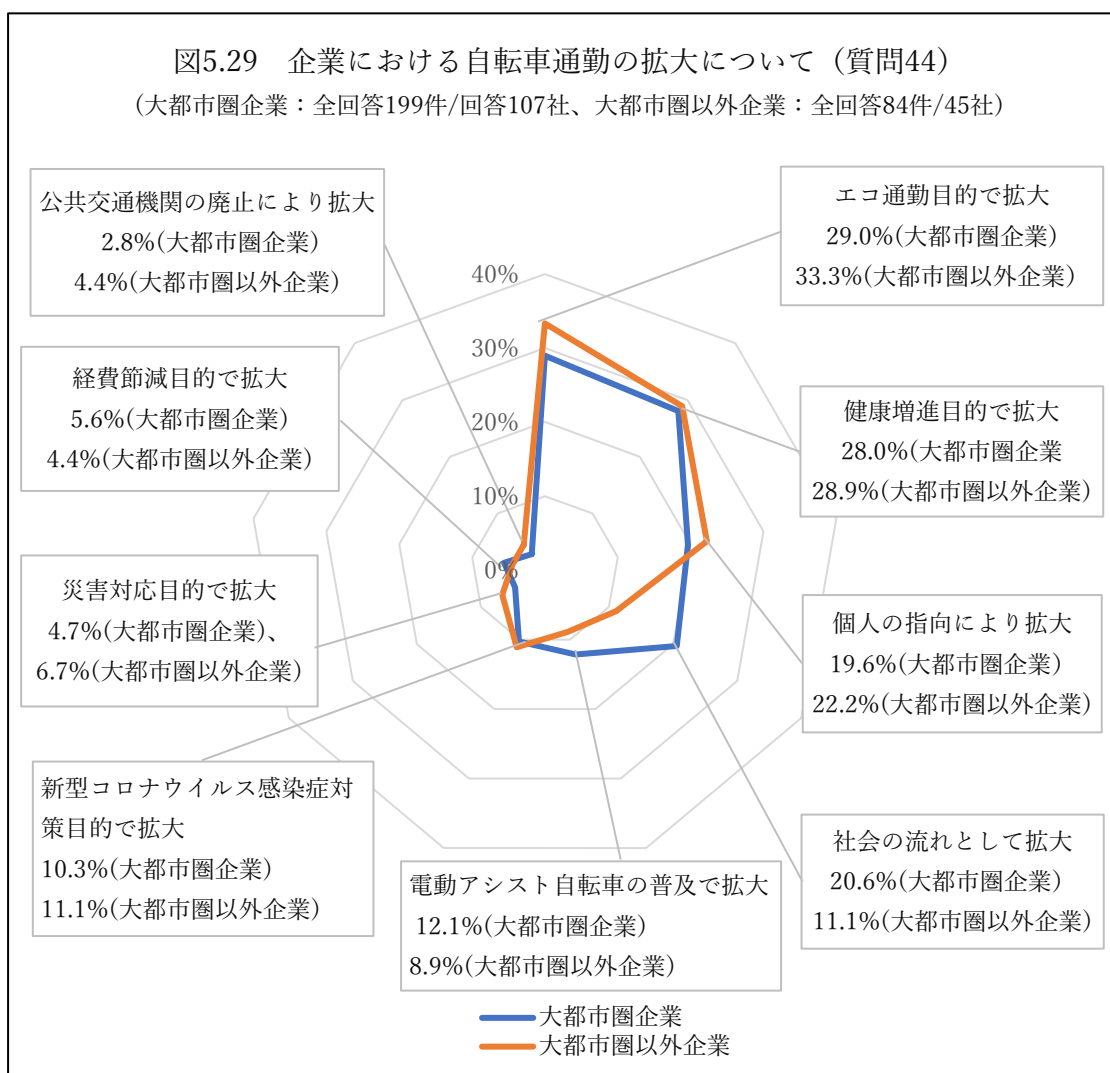 図5.29　企業における自転車通勤の拡大について（質問44）
（大都市圏企業：全回答199件/回答107社、大都市圏以外企業：全回答84件/45社）
公共交通機関の廃止により拡大
2.8%(大都市圏企業)
4.4%(大都市圏以外企業)
エコ通勤目的で拡大
29.0%(大都市圏企業)
33.3%(大都市圏以外企業)
40%
30%
20%
10%
0%
経費節減目的で拡大
5.6%(大都市圏企業)
4.4%(大都市圏以外企業)
健康増進目的で拡大
28.0%(大都市圏企業
28.9%(大都市圏以外企業)
災害対応目的で拡大
4.7%(大都市圏企業)、
6.7%(大都市圏以外企業)
個人の指向により拡大
19.6%(大都市圏企業)
22.2%(大都市圏以外企業)
新型コロナウイルス感染症対
策目的で拡大
10.3%(大都市圏企業)
11.1%(大都市圏以外企業)
電動アシスト自転車の普及で拡大
12.1%(大都市圏企業)
8.9%(大都市圏以外企業)
社会の流れとして拡大
20.6%(大都市圏企業)
11.1%(大都市圏以外企業)
大都市圏企業
大都市圏以外企業